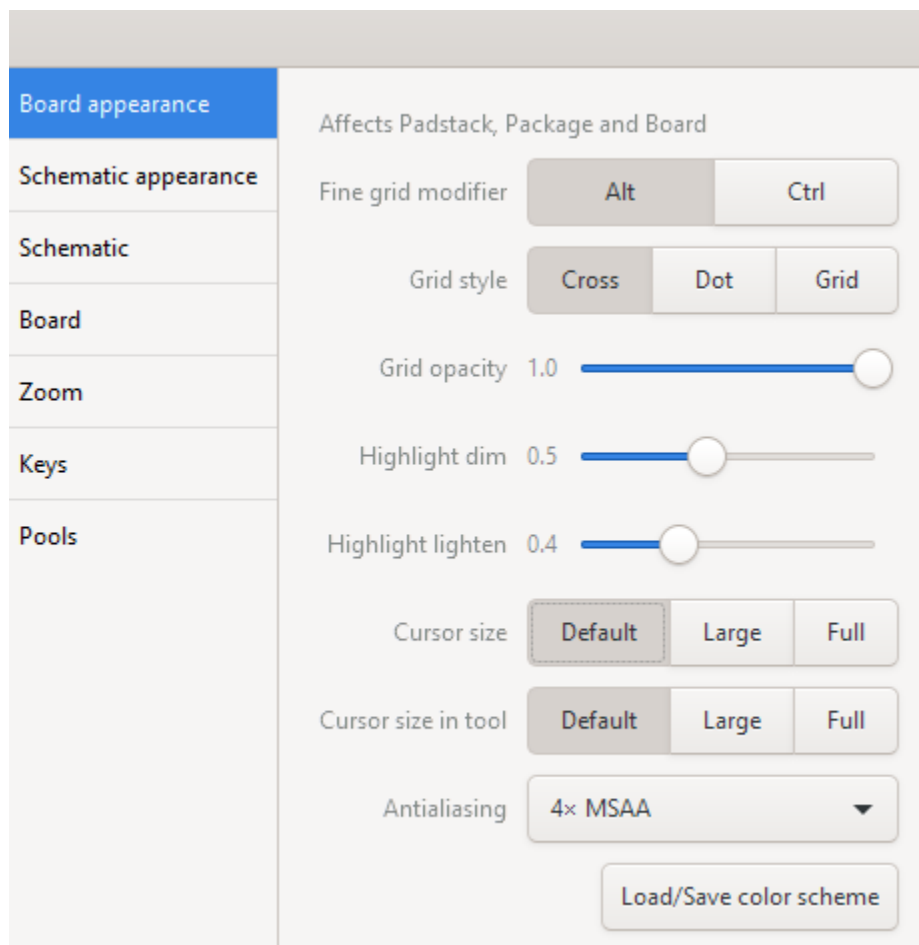 Board appearance
Schematic appearance
Schematic
Board
Zoom
Keys
Pools
Affects Padstack, Package and Board
Fine grid modifier Alt Ctrl
Grid style Cross Dot Grid
Grid opacity 1.0
Highlight dim 0.5
Highlight lighten 0.4
Cursor size Default Large Full
Cursor size in tool Default Large Full
Antialiasing 4× MSAA
Load/Save color scheme